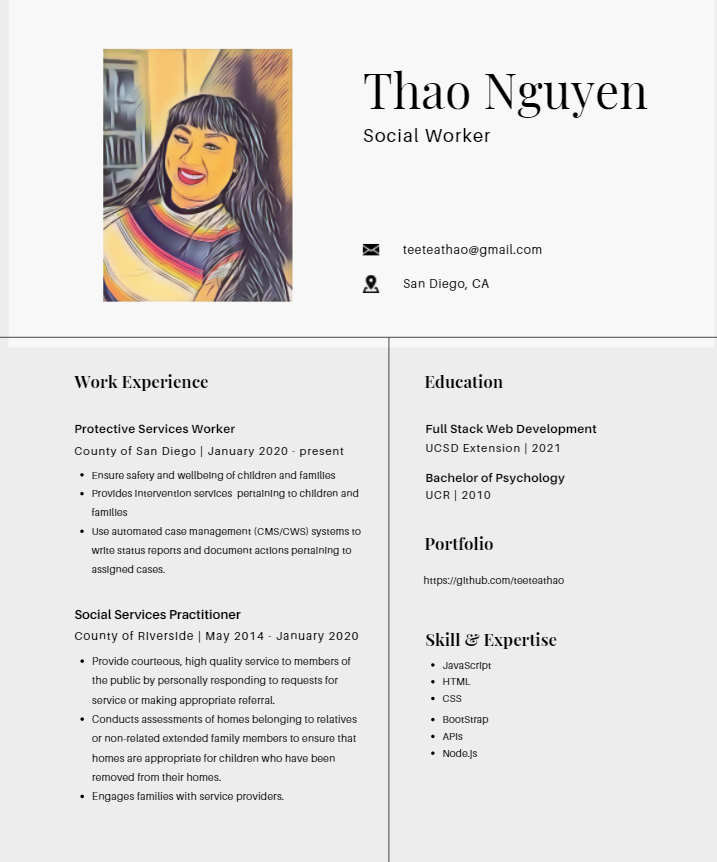 Thao Nguyen
Social Worker
teeteathao@gmail.com
San Diego, CA
Work Experience
Protective Services Worker
County of San Diego | January 2020 - present
• Ensure safety and wellbeing of children and families
• Provides intervention services pertaining to children and
families
• Use automated case management (CMS/CWS) systems to
write status reports and document actions pertaining to
assigned cases.
Social Services Practitioner
County of Riverside | May 2014 - January 2020
• Provide courteous, high quality service to members of
the public by personally responding to requests for
service or making appropriate referral.
• Conducts assessments of homes belonging to relatives
or non-related extended family members to ensure that
homes are appropriate for children who have been
removed from their homes.
• Engages families with service providers.
Education
Full Stack Web Development
UCSD Extension | 2021
Bachelor of Psychology
UCR | 2010
Portfolio
https://github.com/teeteathao
Skill & Expertise
• JavaScript
• HTML
• CSS
• BootStrap
• APIs
• Node.js